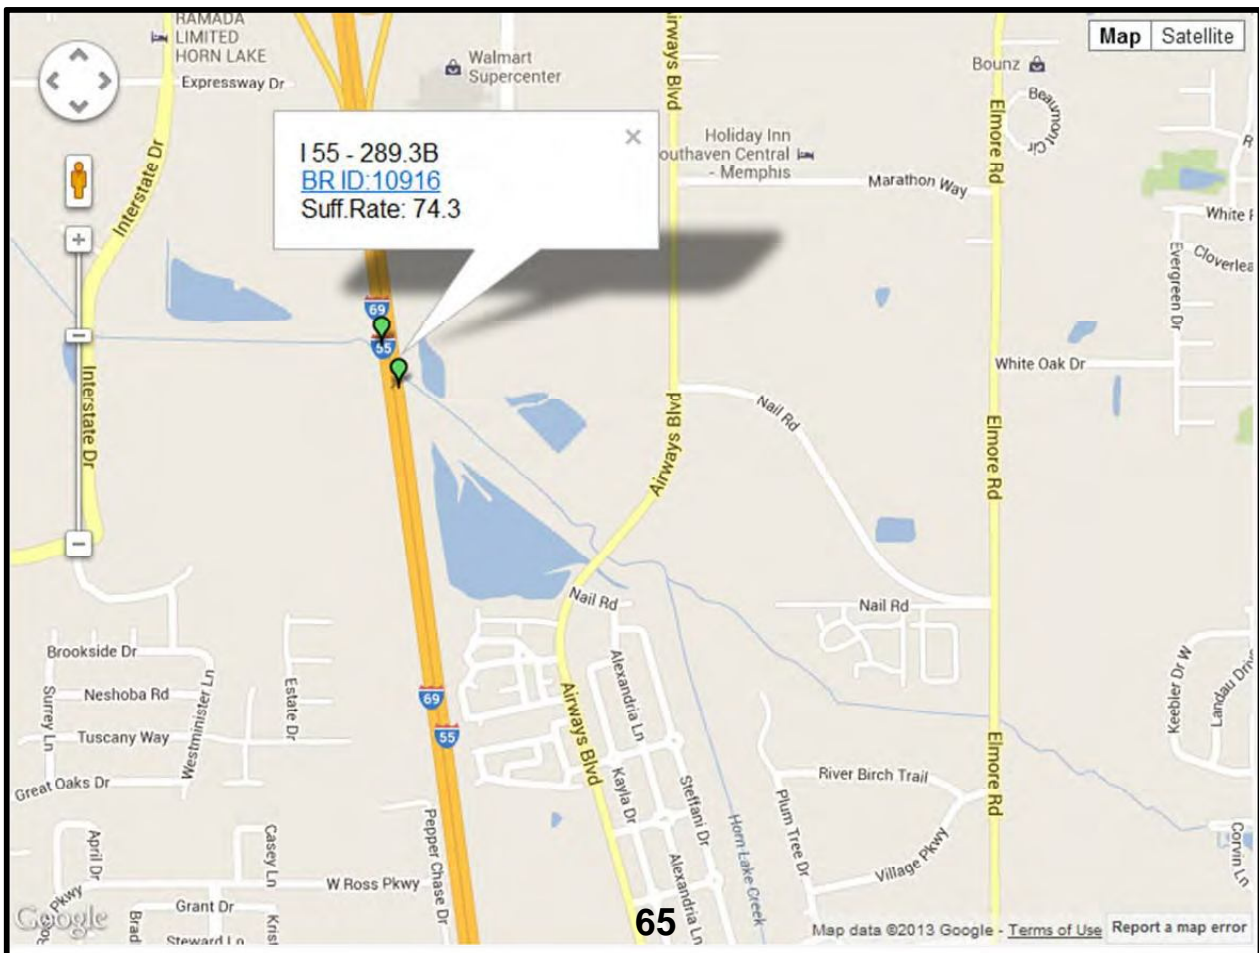 RAMADA
LIMITED
HORN LAKE
Expressway Dr
Walmart
Supercenter
Airways Blvd
Bounz
Map
Satellite
Interstate Dr
I 55 - 289.3B
BR ID:10916
Suff.Rate: 74.3
Holiday Inn
outhaven Central
- Memphis
Marathon Way
Elmore Rd
Beaumont Cir
White
Cloverlea
Evergreen Dr
69
55
Interstate Dr
White Oak Dr
Nail Rd
Airways Blvd
Elmore Rd
Nail Rd
Nail Rd
Brookside Dr
Neshoba Rd
Surrey Ln
Tuscany Way
Westminister Ln
Estate Dr
Great Oaks Dr
69
55
Alexandria Ln
Airways Blvd
Kayla Dr
Steffani Dr
Elmore Rd
River Birch Trail
Plum Tree Dr
Village Pkwy
Keebler Dr W
Landau Driv
Corvin Ln
Horn Lake Creek
April Dr
Casey Ln
Pepper Chase Dr
W Ross Pkwy
Pkwy
Grant Dr
Brad
Krist
Steward Ln
Alexandria Ln
Google
65
Map data ©2013 Google - Terms of Use
Report a map error